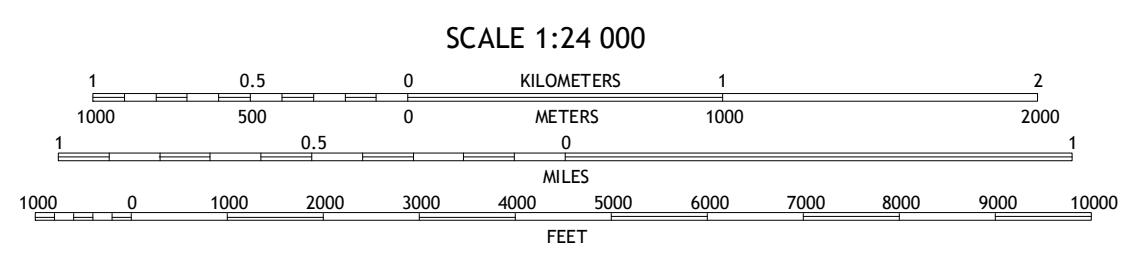 SCALE 1:24 000
1 0.5 0 KILOMETERS 1 2
1000 500 0 METERS 1000 2000
1 0.5 0 1
MILES
1000 0 1000 2000 3000 4000 5000 6000 7000 8000 9000 10000
FEET